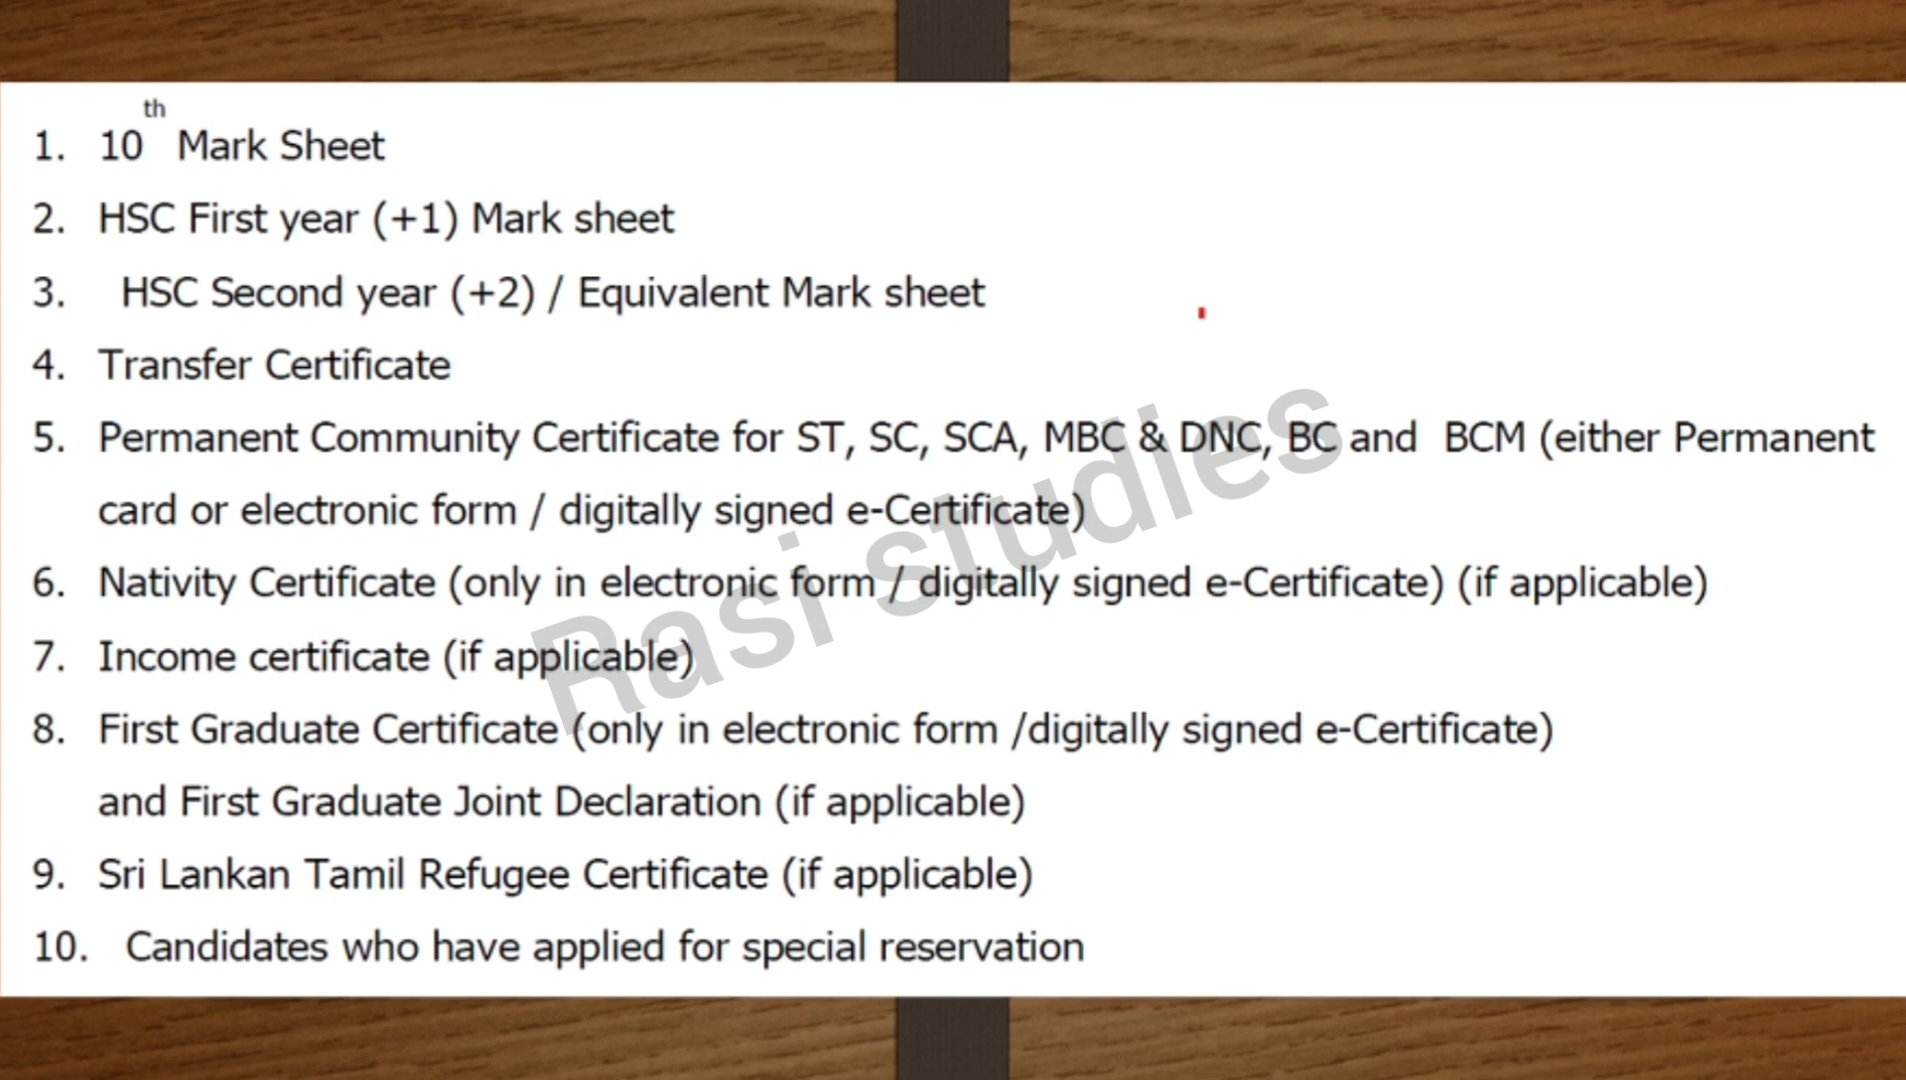 1. 10th Mark Sheet
2. HSC First year (+1) Mark sheet
3. HSC Second year (+2) / Equivalent Mark sheet
4. Transfer Certificate
5. Permanent Community Certificate for ST, SC, SCA, MBC & DNC, BC and BCM (either Permanent
card or electronic form / digitally signed e-Certificate)
6. Nativity Certificate (only in electronic form / digitally signed e-Certificate) (if applicable)
7. Income certificate (if applicable)
8. First Graduate Certificate (only in electronic form /digitally signed e-Certificate)
and First Graduate Joint Declaration (if applicable)
9. Sri Lankan Tamil Refugee Certificate (if applicable)
10. Candidates who have applied for special reservation
Rasi studies